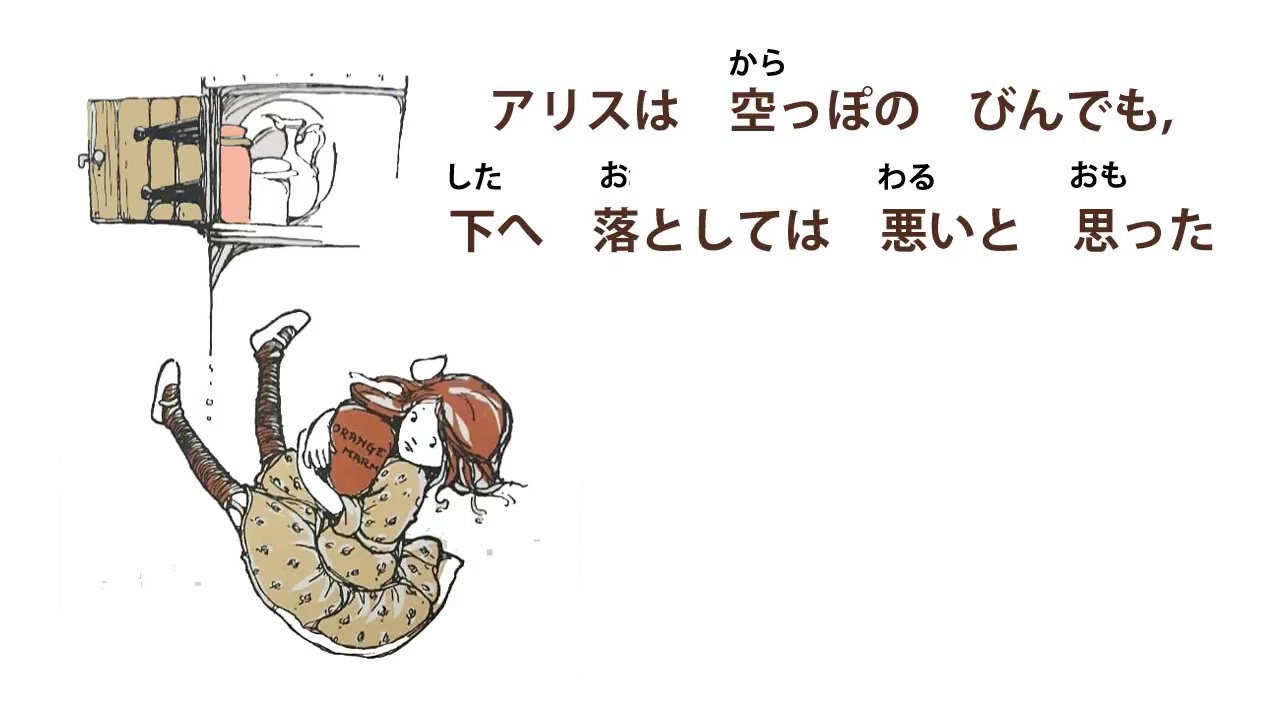 から
アリスは 空っぽの びんでも,
した お わる おも
下へ 落としては 悪いと 思った
ORANGE
MARM